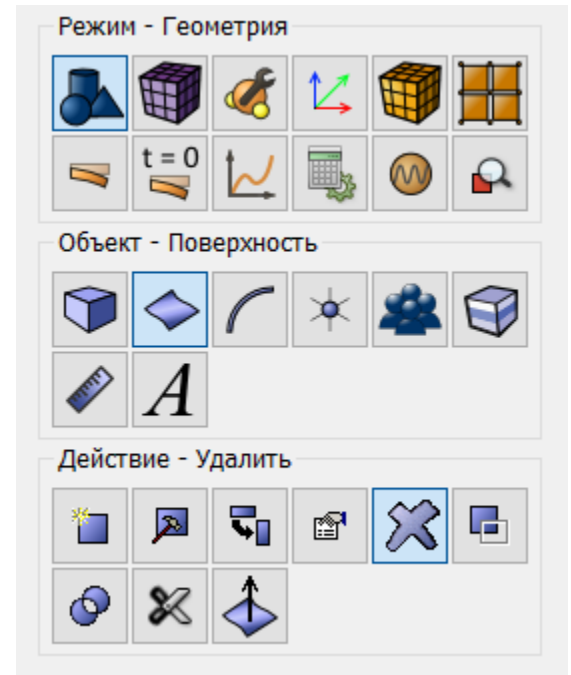 Режим - Геометрия
t = 0
Объект - Поверхность
A
Действие - Удалить